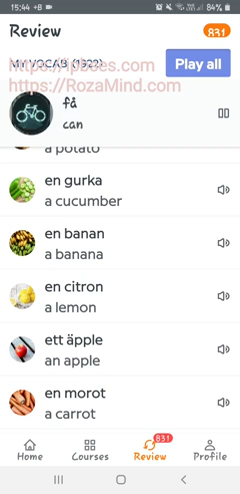 15:44 +B
84%
Review
831
MY VOCAB (1922)
Play all
https://ipases.com
https://RozaMind.com
få
can
a potato
en gurka
a cucumber
en banan
a banana
en citron
a lemon
ett äpple
an apple
en morot
a carrot
831
Home Courses Review Profile